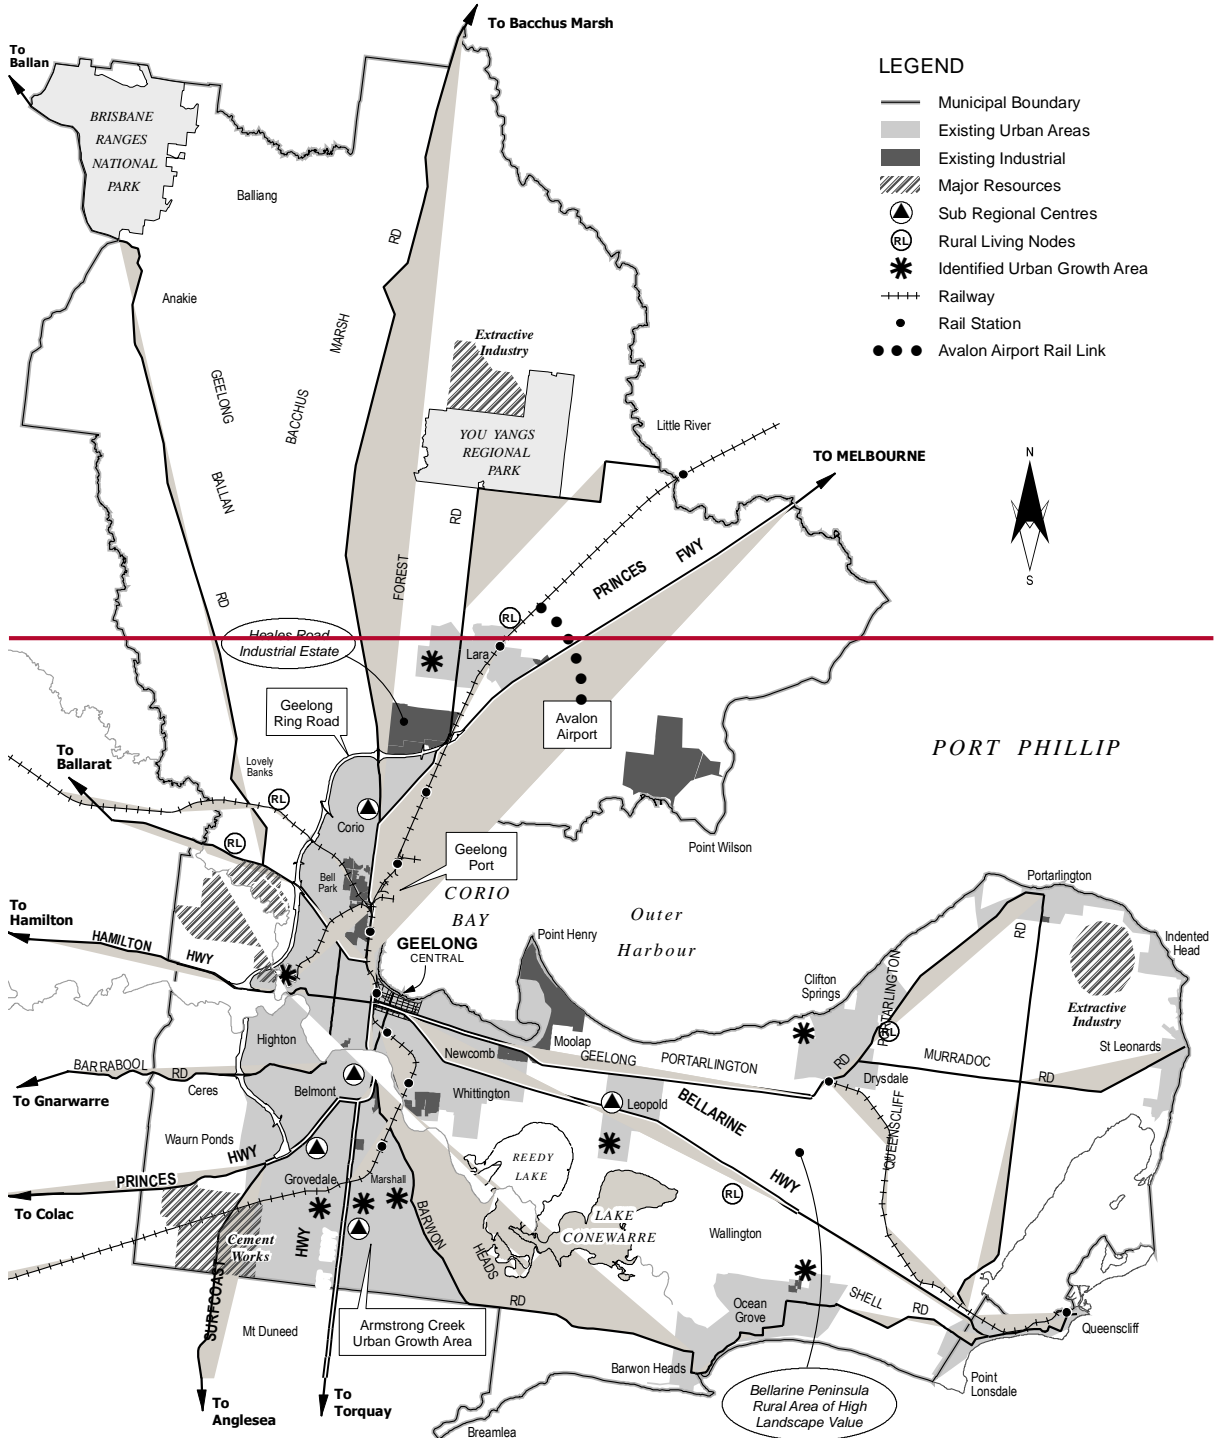 To Bacchus Marsh
To
Ballan
LEGEND
Municipal Boundary
Existing Urban Areas
Existing Industrial
Major Resources
Sub Regional Centres
RL
Rural Living Nodes
Identified Urban Growth Area
Railway
Rail Station
Avalon Airport Rail Link
BRISBANE
RANGES
NATIONAL
PARK
Balliang
RD
Anakie
MARSH
BACCHUS
GEELONG
BALLAN
RD
Extractive
Industry
YOU YANGS
REGIONAL
PARK
Little River
TO MELBOURNE
N
S
RD
FOREST
PRINCES
FWY
RL
Heales Road
Industrial Estate
Lara
Geelong
Ring Road
Avalon
Airport
PORT PHILLIP
To
Ballarat
Lovely
Banks
RL
Corio
RL
Geelong
Port
Point Wilson
Bell
Park
CORIO
BAY
Outer
Harbour
Portarlington
To
Hamilton
HAMILTON
HWY
GEELONG
CENTRAL
Point Henry
RD
Indented
Head
Clifton
Springs
PORTARLINGTON
RL
RD
Extractive
Industry
St Leonards
Highton
Newcomb
Moolap
GEELONG
PORTARLINGTON
MURRADOC
RD
BARRABOOL
RD
Ceres
Belmont
Whittington
Leopold
BELLARINE
HWY
Drysdale
QUEENSCLIFF
To Gnarwarre
Waurn Ponds
HWY
PRINCES
To Colac
Grovedale
Marshall
REEDY
LAKE
RL
Wallington
LAKE
CONEWARRE
BARWON
HEADS
RD
Cement
Works
HWY
SURFCOAST
Mt Duneed
Armstrong Creek
Urban Growth Area
Ocean
Grove
SHELL
RD
Queenscliff
Barwon Heads
Point
Lonsdale
Bellarine Peninsula
Rural Area of High
Landscape Value
To
Anglesea
To
Torquay
Breamlea